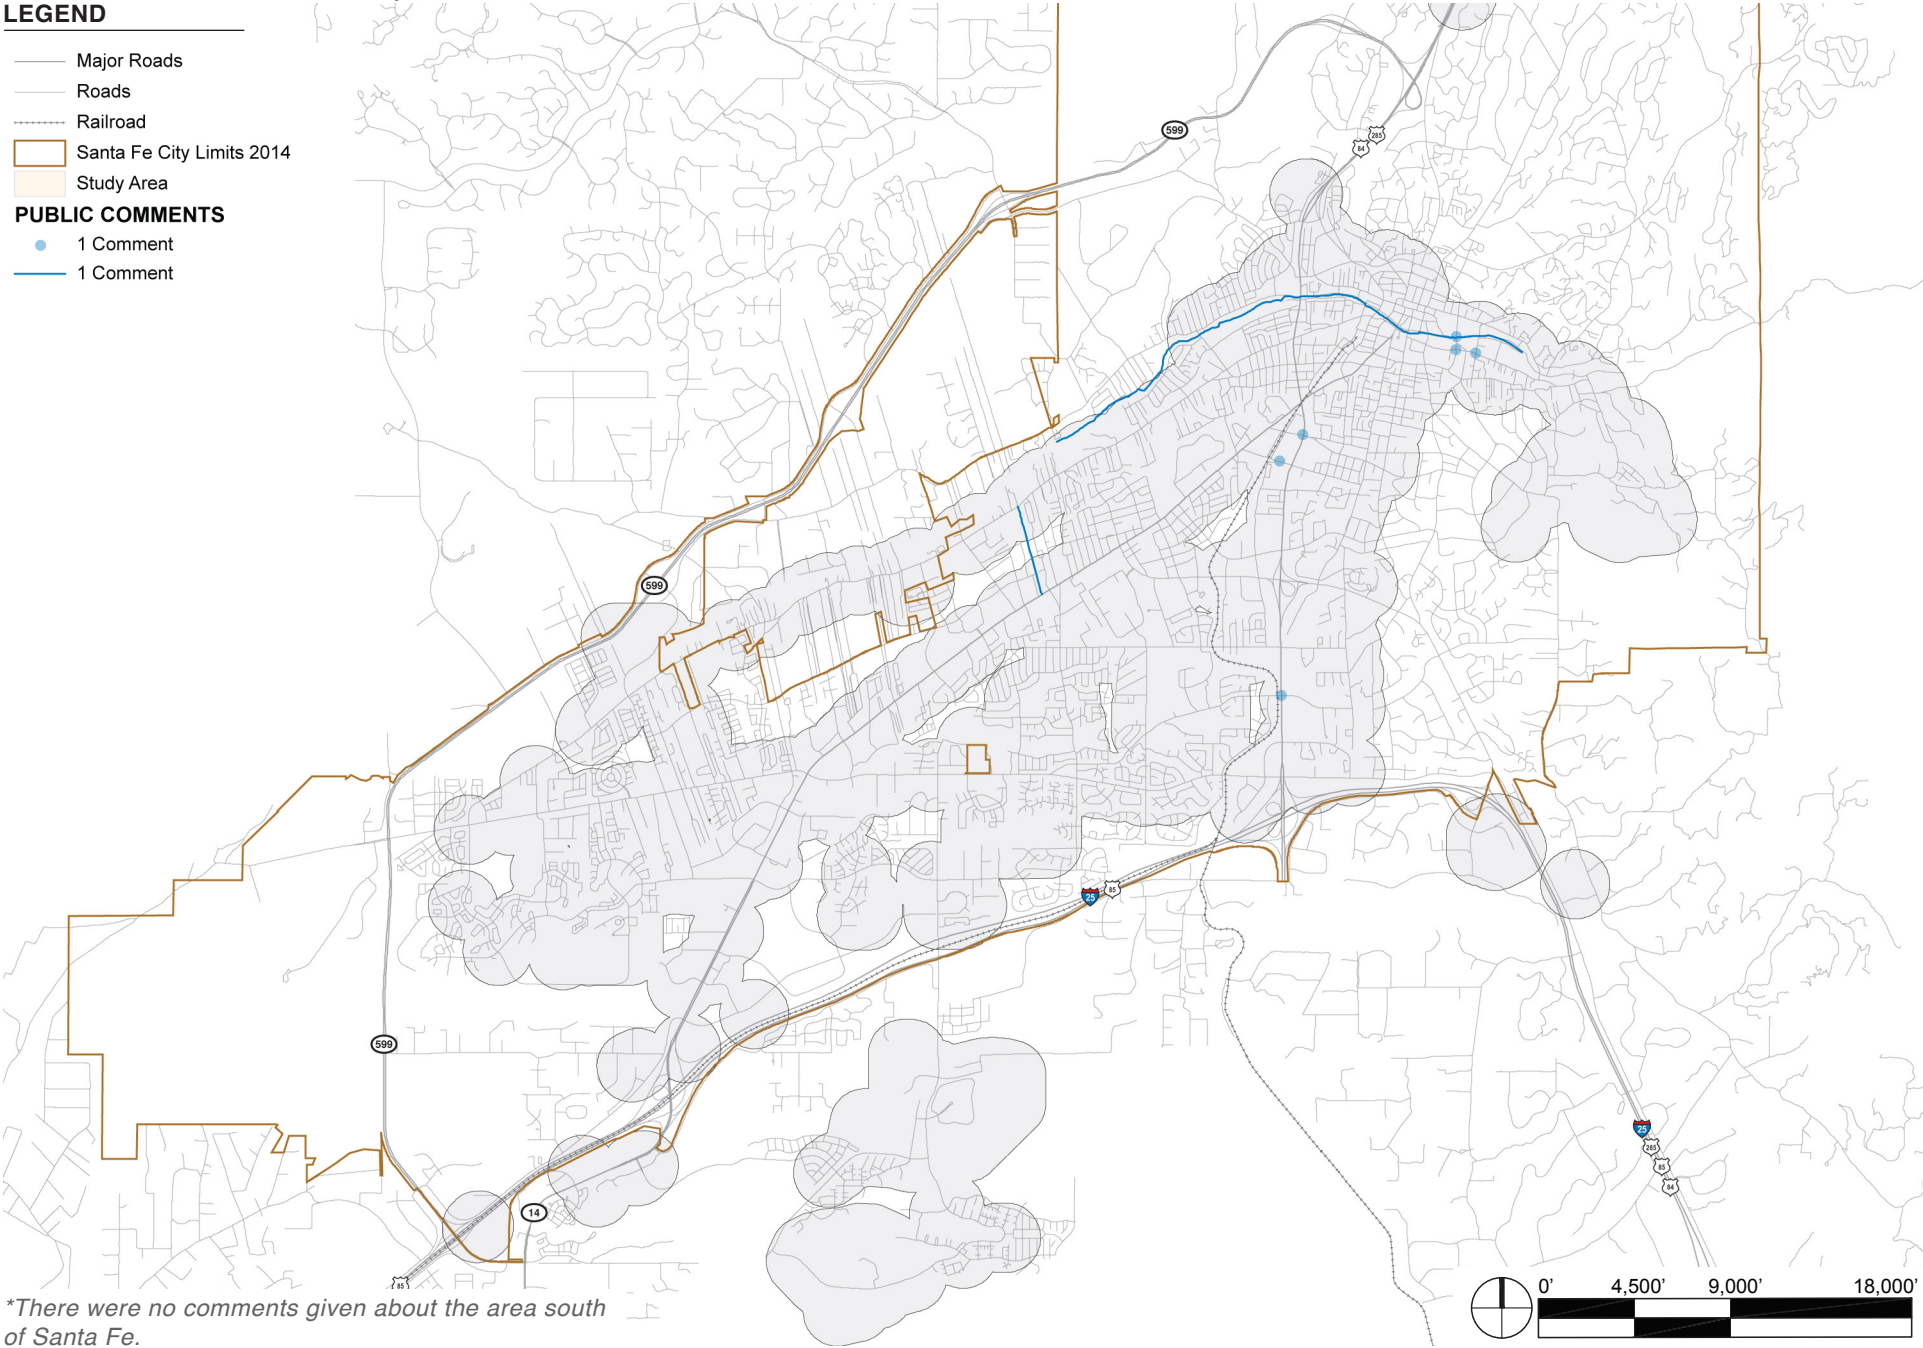 LEGEND
Major Roads
Roads
Railroad
Santa Fe City Limits 2014
Study Area
PUBLIC COMMENTS
1 Comment
1 Comment
599
285
84
599
25
85
599
25
285
85
84
14
85
*There were no comments given about the area south
of Santa Fe.
0' 4,500' 9,000' 18,000'